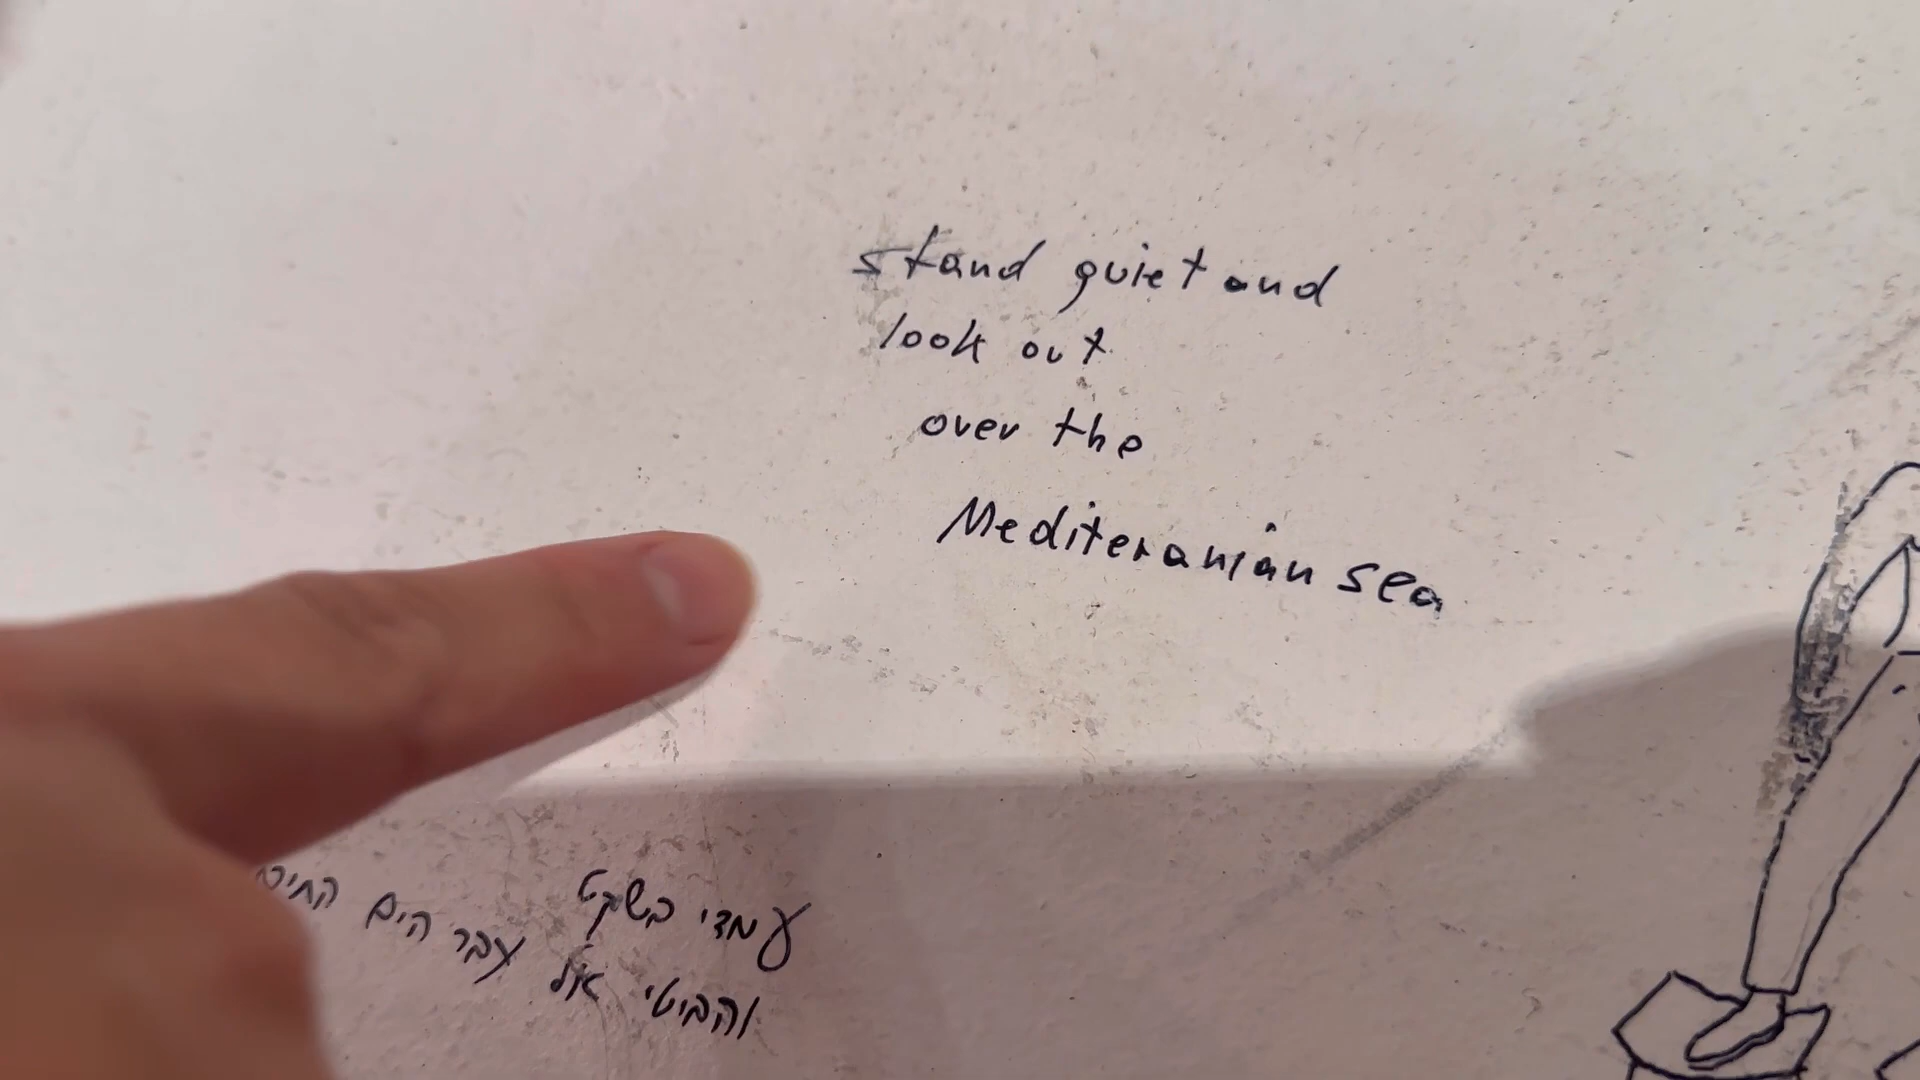 stand quiet and
look out
over the
Mediteranian sea
עמדי בשקט
והביטי אל עבר הים